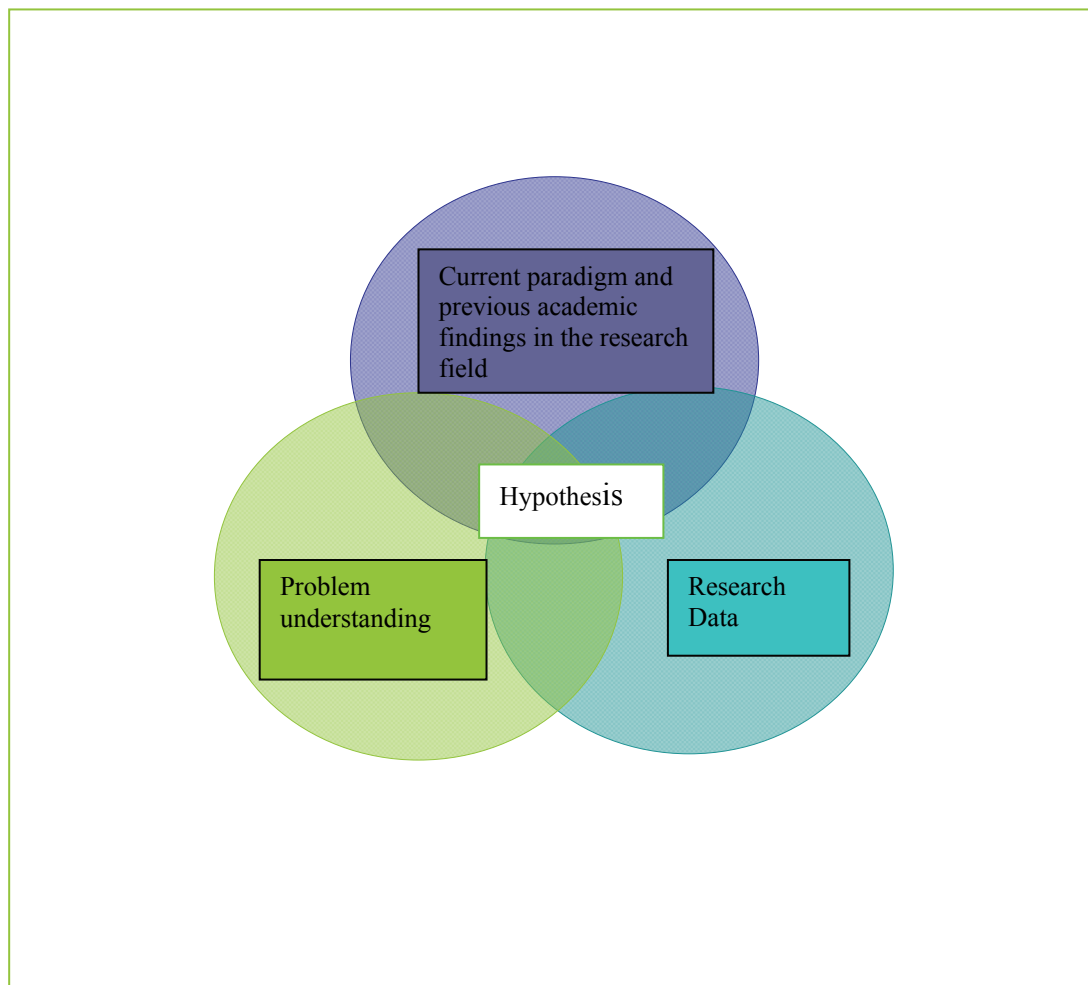 Current paradigm and
previous academic
findings in the research
field
Hypothesis
Problem
understanding
Research
Data